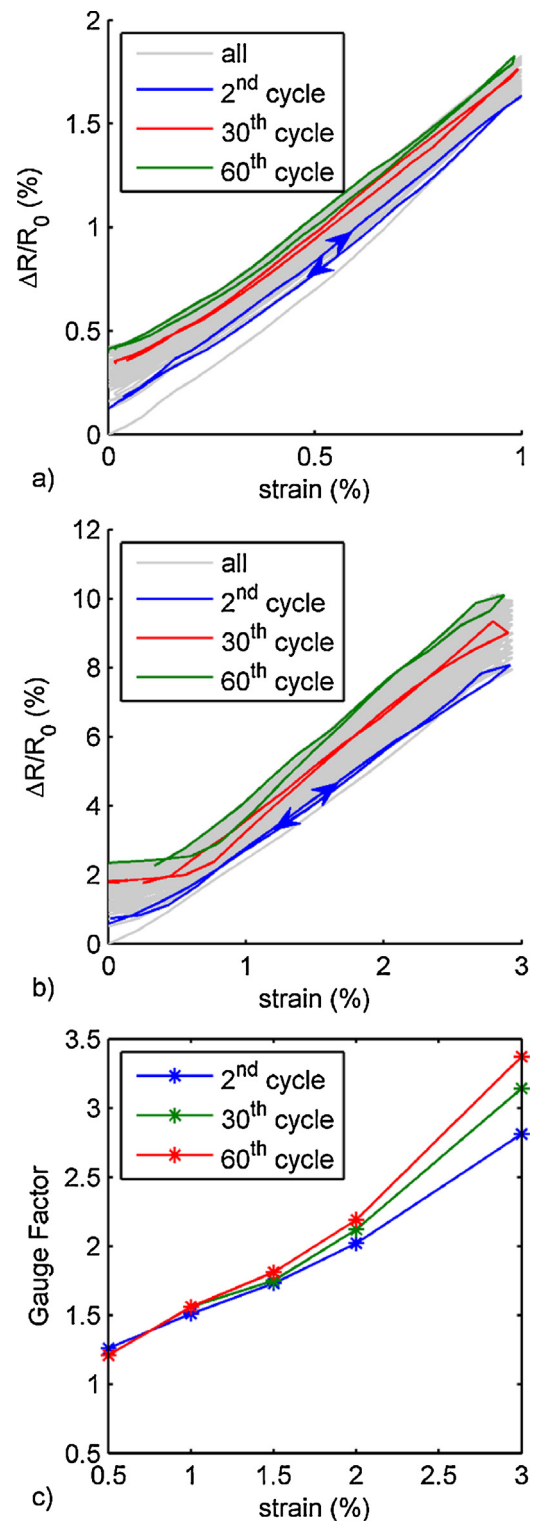 2
all
2nd cycle
30th cycle
60th cycle
1.5
1
0.5
0
ΔR/R0 (%)
0 0.5 1
strain (%)
a)
12
all
2nd cycle
30th cycle
60th cycle
10
8
6
4
2
0
ΔR/R0 (%)
0 1 2 3
strain (%)
b)
3.5
2nd cycle
30th cycle
60th cycle
3
2.5
2
1.5
1
0.5
Gauge Factor
0.5 1 1.5 2 2.5 3
strain (%)
c)